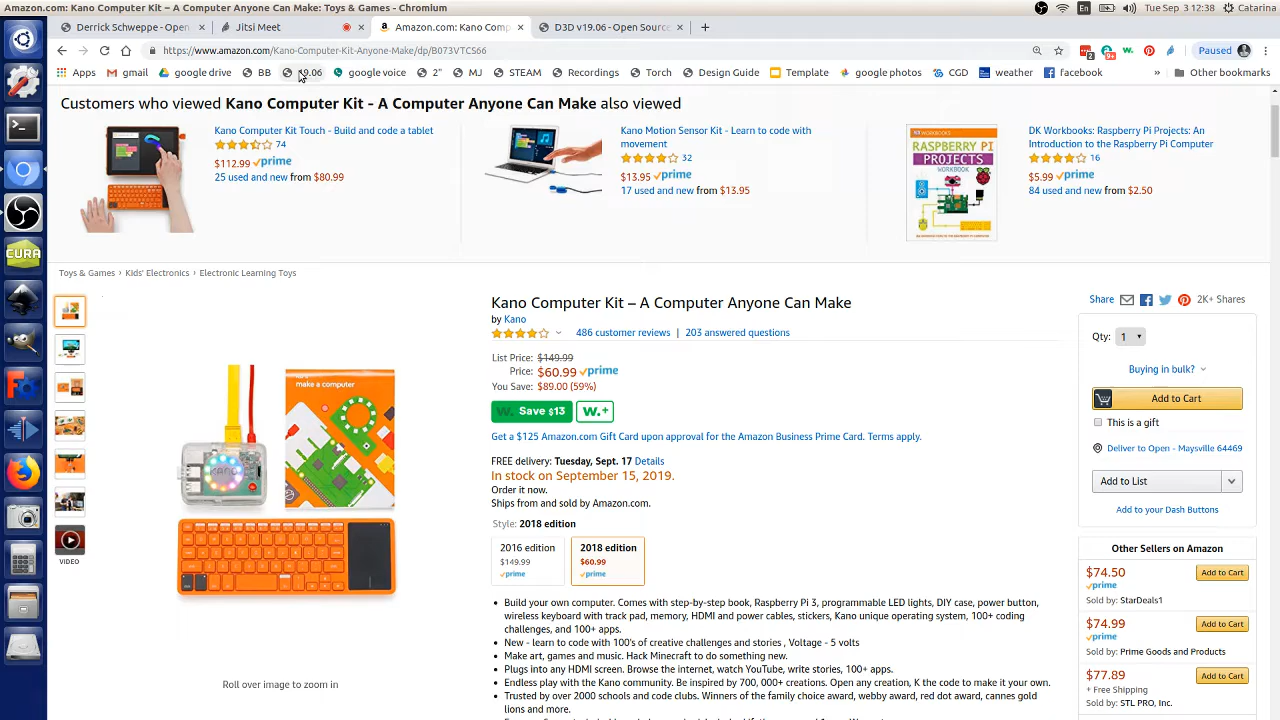 Amazon.com: Kano Computer Kit - A Computer Anyone Can Make: Toys & Games - Chromium
En
Tue Sep 3 12:38
Catarina
Derrick Schweppe - Open
Jitsi Meet
Amazon.com: Kano Comp
D3D v19.06 - Open Source
https://www.amazon.com/Kano-Computer-Kit-Anyone-Make/dp/B073VTCS66
Paused
Apps
gmail
google drive
BB
19.06
google voice
2"
MJ
STEAM
Recordings
Torch
Design Guide
Template
google photos
CGD
weather
facebook
»
Other bookmarks
Customers who viewed Kano Computer Kit - A Computer Anyone Can Make also viewed
Kano Computer Kit Touch - Build and code a tablet
74
$112.99 prime
25 used and new from $80.99
Kano Motion Sensor Kit - Learn to code with
movement
32
$13.95 prime
17 used and new from $13.95
RASPBERRY PI
PROJECTS
WORKBOOK
DK Workbooks: Raspberry Pi Projects: An
Introduction to the Raspberry Pi Computer
16
$5.99 prime
84 used and new from $2.50
CURA
Toys & Games › Kids' Electronics › Electronic Learning Toys
VIDEO
make a computer
KANO
Roll over image to zoom in
Kano Computer Kit – A Computer Anyone Can Make
by Kano
486 customer reviews | 203 answered questions
List Price: $149.99
Price: $60.99 prime
You Save: $89.00 (59%)
w. Save $13 w.+
Get a $125 Amazon.com Gift Card upon approval for the Amazon Business Prime Card. Terms apply.
FREE delivery: Tuesday, Sept. 17 Details
In stock on September 15, 2019.
Order it now.
Ships from and sold by Amazon.com.
Style: 2018 edition
2016 edition
$149.99
prime
2018 edition
$60.99
prime
• Build your own computer. Comes with step-by-step book, Raspberry Pi 3, programmable LED lights, DIY case, power button,
wireless keyboard with track pad, memory, HDMI and power cables, stickers, Kano unique operating system, 100+ coding
challenges, and 100+ apps.
• New - learn to code with 100's of creative challenges and stories , Voltage - 5 volts
• Make art, games and music. Hack Minecraft to do something new.
• Plugs into any HDMI screen. Browse the internet, watch YouTube, write stories, 100+ apps.
• Endless play with the Kano community. Be inspired by 700, 000+ creations. Open any creation, K the code to make it your own.
• Trusted by over 2000 schools and code clubs. Winners of the family choice award, webby award, red dot award, cannes gold
lions and more.
Share
2K+ Shares
Qty: 1
Buying in bulk?
Add to Cart
This is a gift
Deliver to Open - Maysville 64469
Add to List
Add to your Dash Buttons
Other Sellers on Amazon
$74.50
prime
Add to Cart
Sold by: StarDeals1
$74.99
prime
Add to Cart
Sold by: Prime Goods and Products
$77.89
Add to Cart
+ Free Shipping
Sold by: STL PRO, Inc.